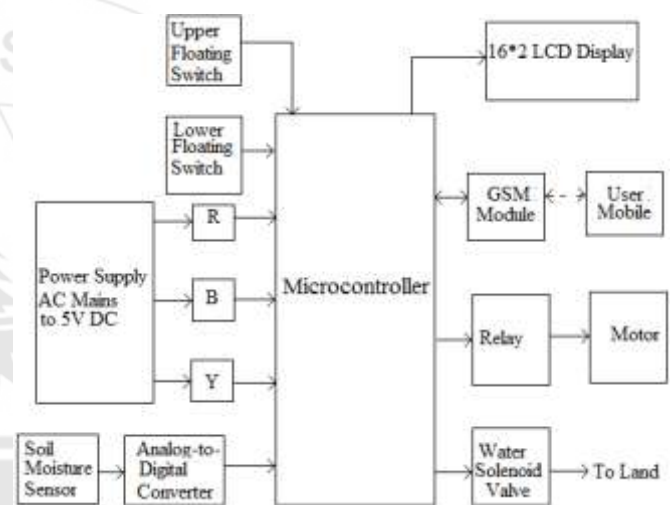 Upper
Floating
Switch
16*2 LCD Display
Lower
Floating
Switch
GSM
Module
User
Mobile
R
Power Supply
AC Mains
to 5V DC
B
Microcontroller
Relay
Motor
Y
Soil
Moisture
Sensor
Analog-to-
Digital
Converter
Water
Solenoid
Valve
To Land